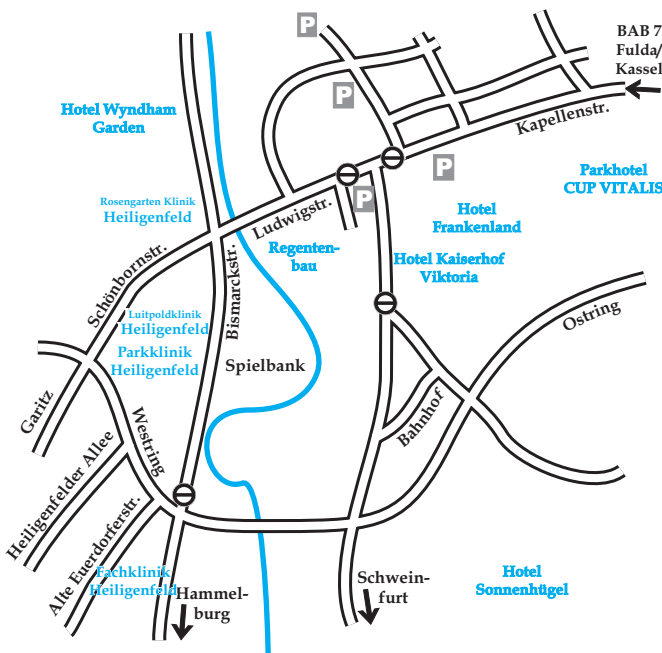 P
BAB 7
Fulda/
Kassel
P
Hotel Wyndham
Garden
Kapellenstr.
P
Parkhotel
CUP VITALIS
Rosengarten Klinik
Heiligenfeld
P
Ludwigstr.
Hotel
Frankenland
Regenten-
bau
Hotel Kaiserhof
Viktoria
Schönbornstr.
Bismarckstr.
Luitpoldklinik
Heiligenfeld
Ostring
Parkklinik
Heiligenfeld
Spielbank
Garitz
Westring
Bahnhof
Heiligenfelder Allee
Alte Euerdorferstr.
Fachklinik
Heiligenfeld
Hammel-
burg
Schwein-
furt
Hotel
Sonnenhügel